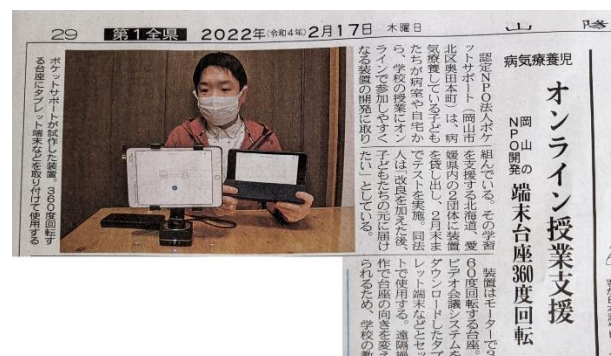 29 第1全県 2022年(令和4年)2月17日 木曜日 山
病気療養児
オンライン授業支援
岡山の
NPO開発
端末台座360度回転
認定NPO法人ポケ
ットサポート(岡山市
北区奥田本町)は、病
気療養している子ども
たちが病室や自宅か
ら、学校の授業にオン
ラインで参加しやすく
なる装置の開発に取り
組んでいる。その学習
を支援する北海道、愛
媛県内の2団体に装置
を貸し出し、2月末ま
でテストを実施。同法
人は「改良を加えた後、
子どもたちの元に届け
たい」としている。
装置はモーターで3
60度回転する台座。
ビデオ会議システムを
ダウンロードしたタブ
レット端末などとセッ
トで使用する。遠隔操
作で台座の向きを変え
られるため、学校の教
ポケットサポートが試作した装置。360度回転す
る台座にタブレット端末などを取り付けて使用する